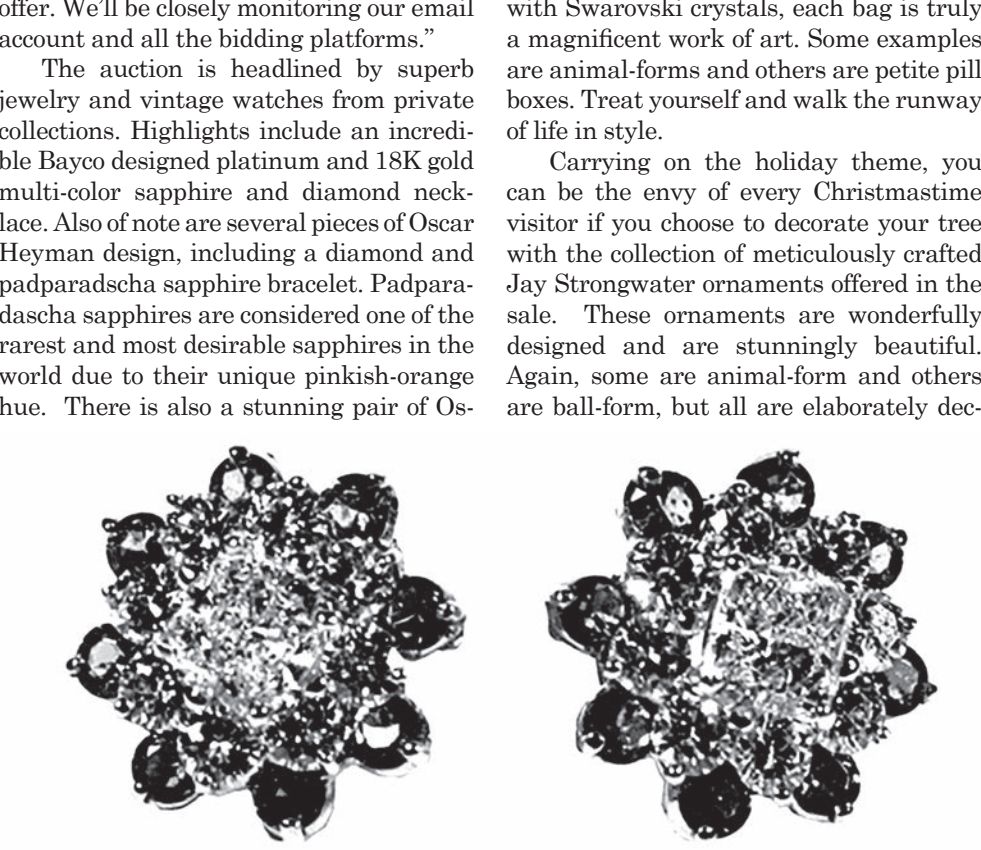 offer. We'll be closely monitoring our email
account and all the bidding platforms.”
The auction is headlined by superb
jewelry and vintage watches from private
collections. Highlights include an incredi-
ble Bayco designed platinum and 18K gold
multi-color sapphire and diamond neck-
lace. Also of note are several pieces of Oscar
Heyman design, including a diamond and
padparadscha sapphire bracelet. Padpara-
dascha sapphires are considered one of the
rarest and most desirable sapphires in the
world due to their unique pinkish-orange
hue.  There is also a stunning pair of Os-
with Swarovski crystals, each bag is truly
a magnificent work of art. Some examples
are animal-forms and others are petite pill
boxes. Treat yourself and walk the runway
of life in style.
Carrying on the holiday theme, you
can be the envy of every Christmastime
visitor if you choose to decorate your tree
with the collection of meticulously crafted
Jay Strongwater ornaments offered in the
sale.  These ornaments are wonderfully
designed and are stunningly beautiful.
Again, some are animal-form and others
are ball-form, but all are elaborately dec-